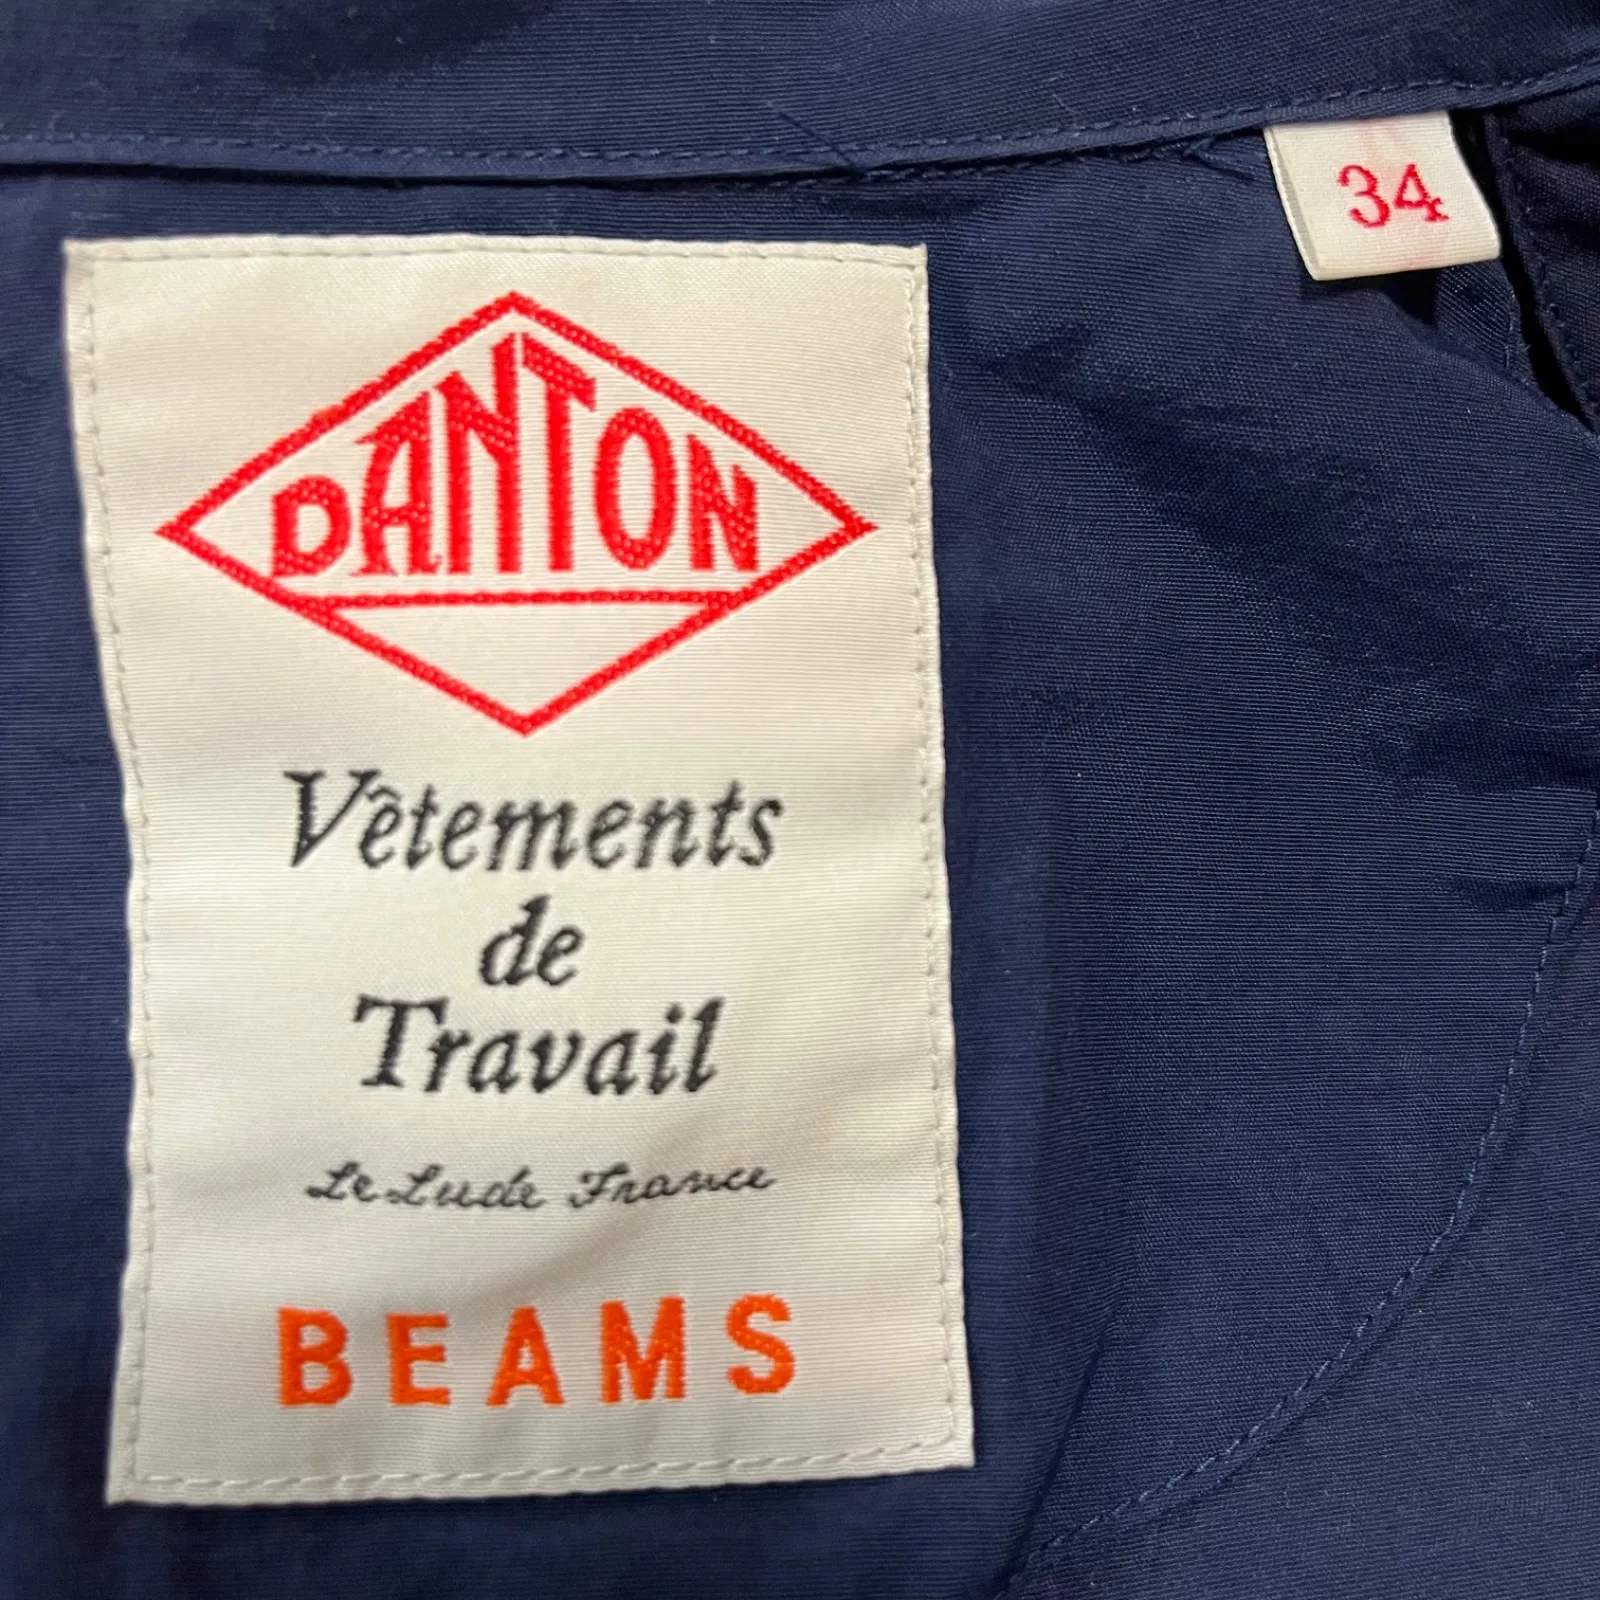 34
DANTON
Vêtements
de
Travail
Le Lude France
BEAMS